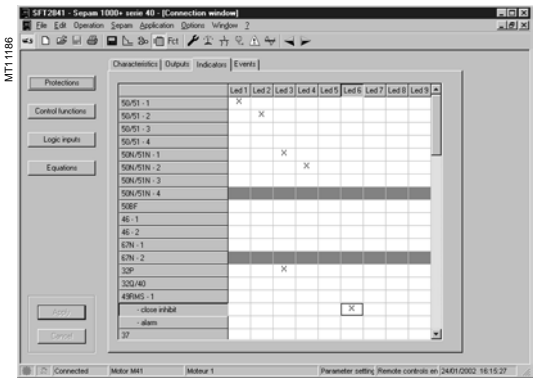 MT11186
SFT2841 - Sepam 1000+ serie 40 - [Connection window]
File Edit Operation Sepam Application Options Window ?
Fct
Characteristics Outputs Indicators Events
Protections
Control functions
Logic inputs
Equations
Apply
Cancel
Led 1 Led 2 Led 3 Led 4 Led 5 Led 6 Led 7 Led 8 Led 9
50/51 - 1 X
50/51 - 2 X
50/51 - 3
50/51 - 4
50N/51N - 1 X
50N/51N - 2 X
50N/51N - 3
50N/51N - 4
50BF
46 - 1
46 - 2
67N - 1
67N - 2
32P X
32Q/40
49RMS - 1
- close inhibit X
- alarm
37
Connected Motor M41 Moteur 1 Parameter setting Remote controls en 24/01/2002 16:15:27